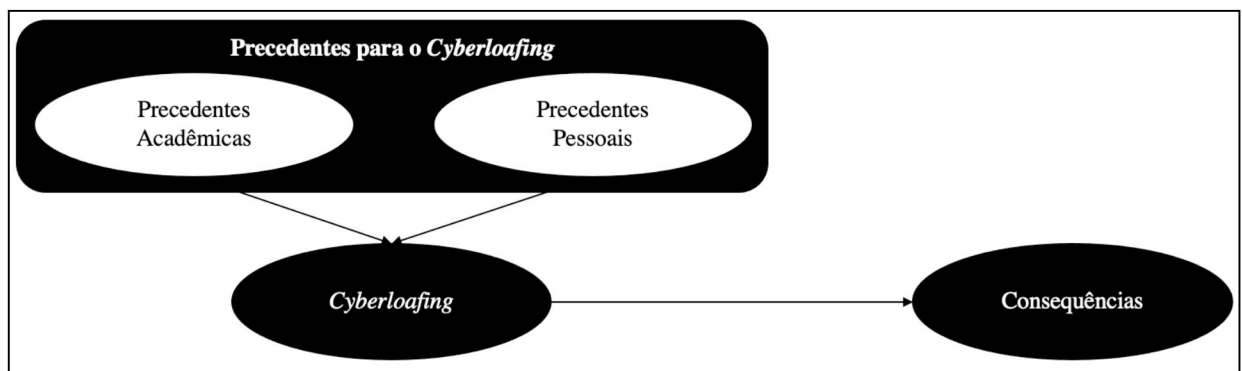 Precedentes para o Cyberloafing
Precedentes
Acadêmicas
Precedentes
Pessoais
Cyberloafing
Consequências